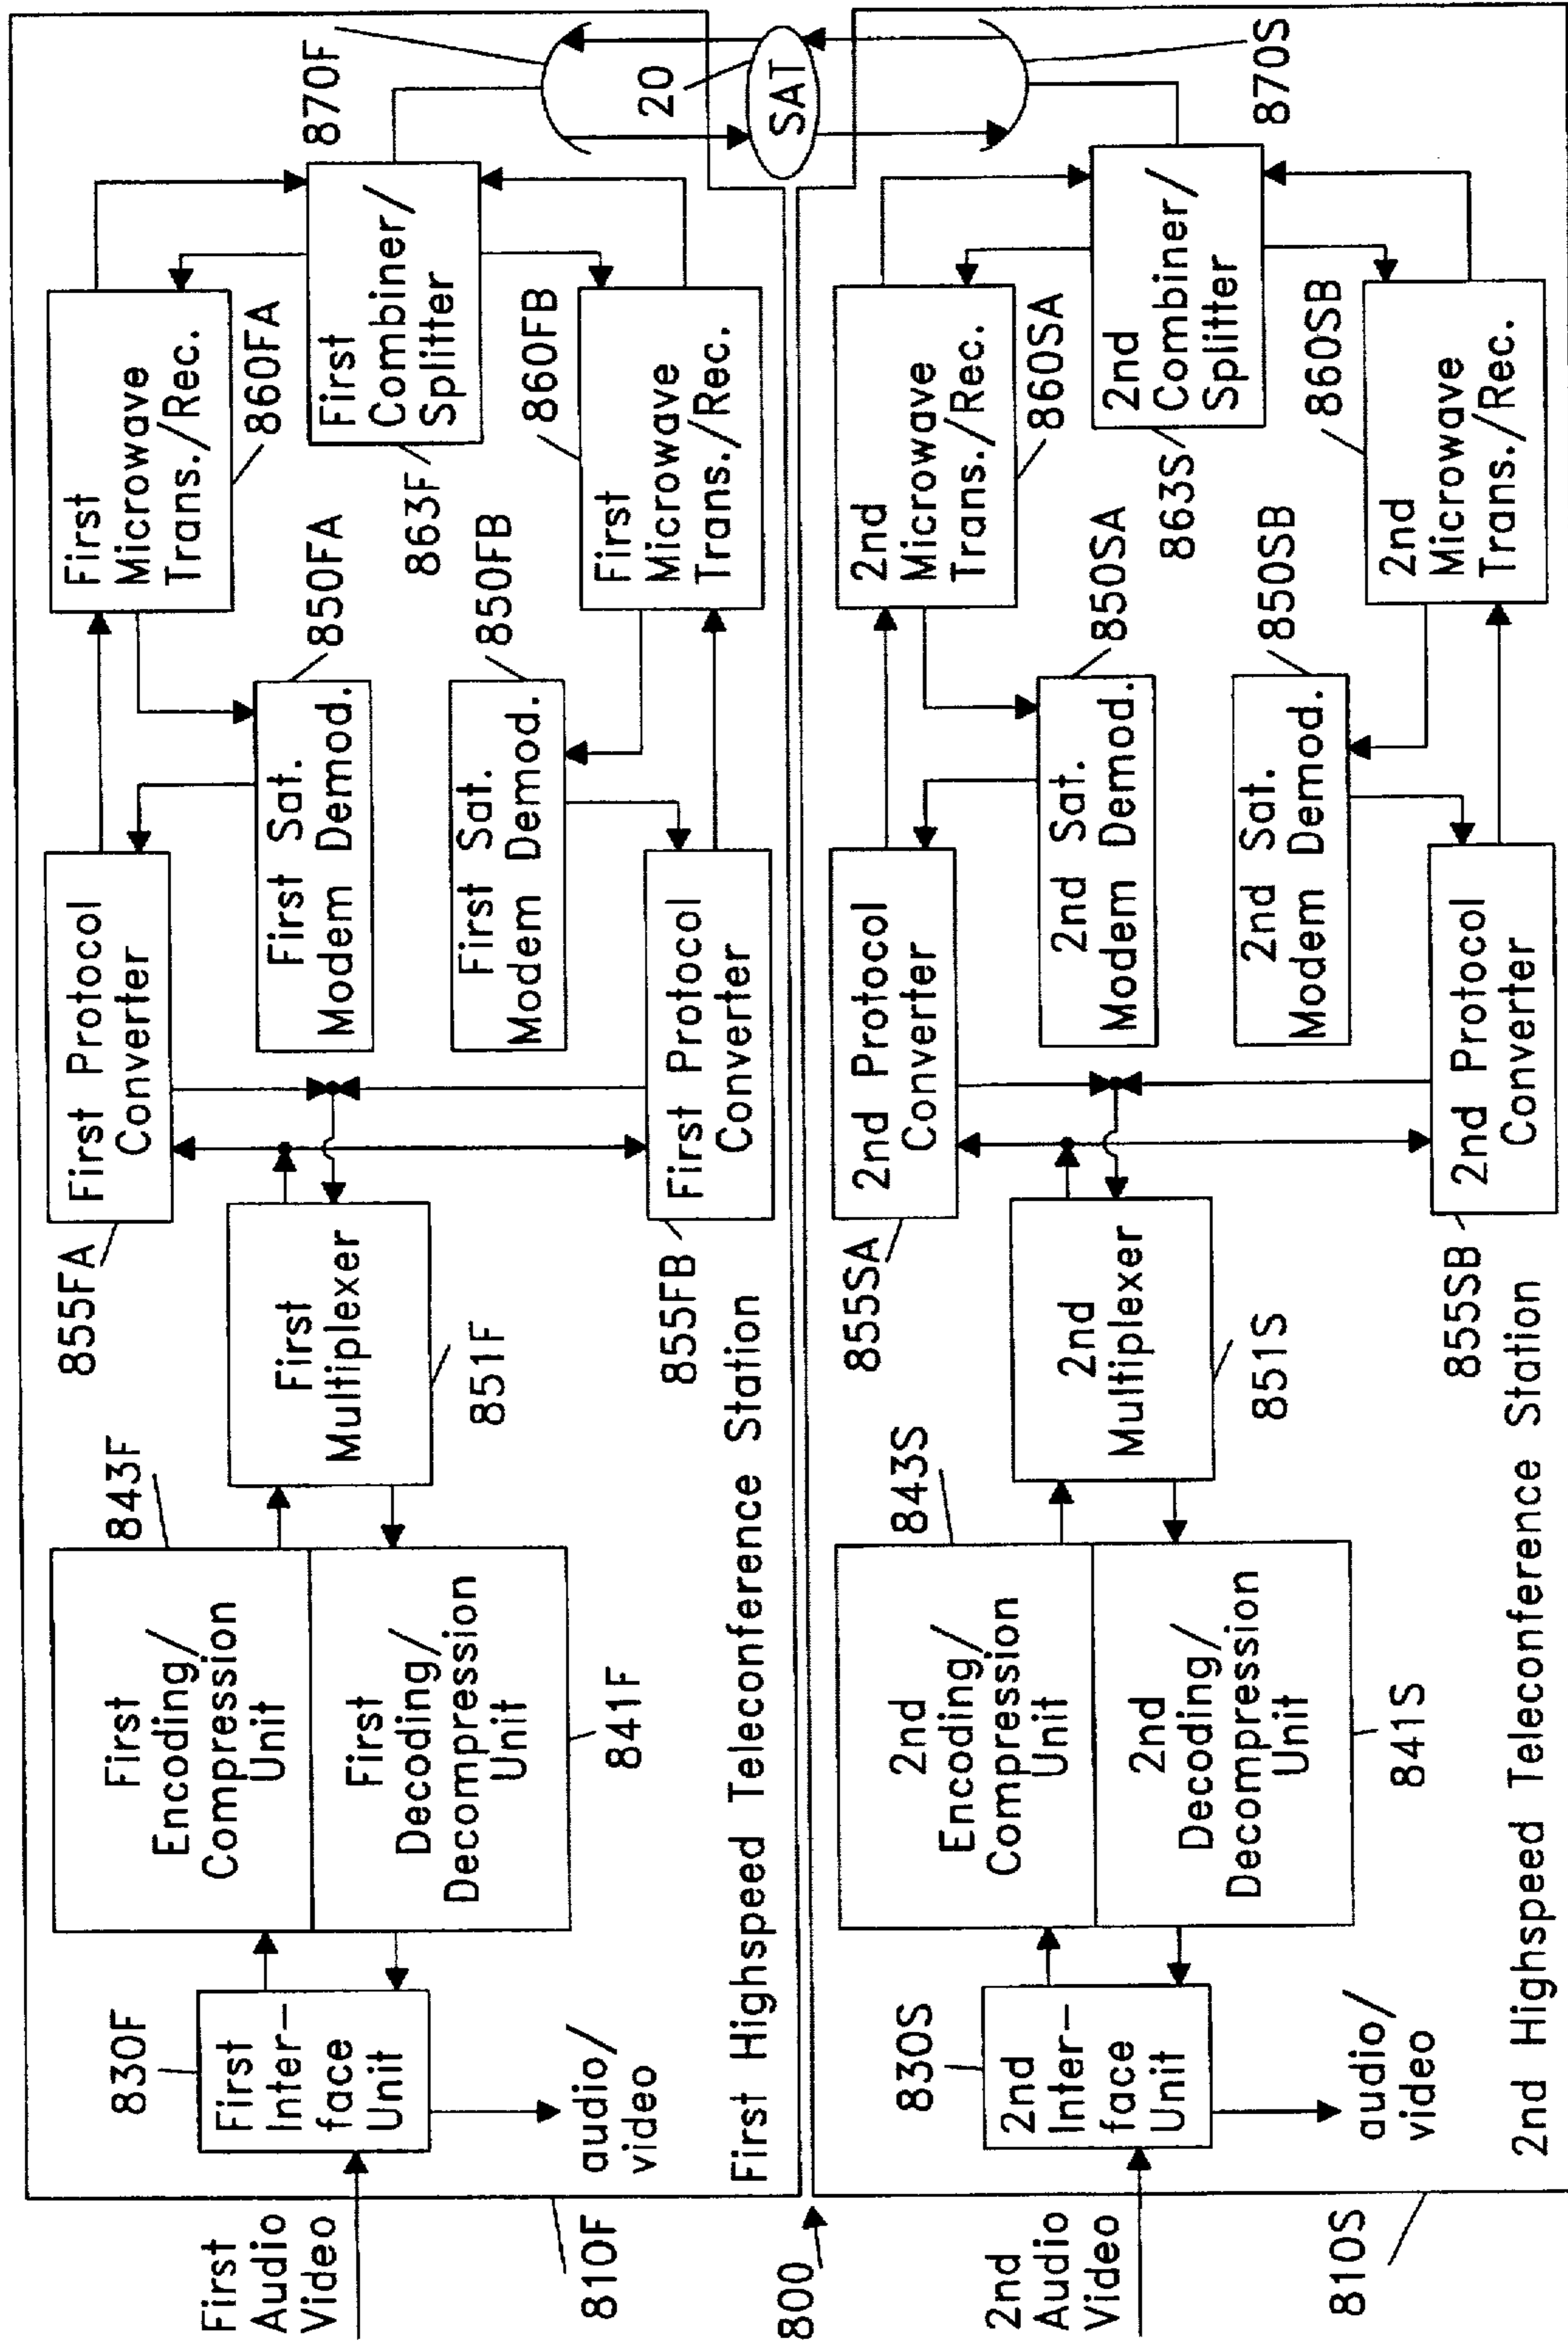 First
Audio
Video
810F
830F
First
Inter-
face
Unit
audio/
video
843F
First
Encoding/
Compression
Unit
First
Decoding/
Decompression
Unit
841F
First
Multiplexer
851F
855FA
First Protocol
Converter
First Sat.
Modem Demod.
850FA
First Sat.
Modem Demod.
850FB
855FB
First Protocol
Converter
First
Microwave
Trans./Rec.
860FA
863F
First
Combiner/
Splitter
860FB
First
Microwave
Trans./Rec.
870F
20
SAT
First Highspeed Teleconference Station
800
2nd
Audio
Video
810S
830S
2nd
Inter-
face
Unit
audio/
video
843S
2nd
Encoding/
Compression
Unit
2nd
Decoding/
Decompression
Unit
841S
2nd
Multiplexer
851S
855SA
2nd Protocol
Converter
2nd Sat.
Modem Demod.
850SA
2nd Sat.
Modem Demod.
850SB
855SB
2nd Protocol
Converter
2nd
Microwave
Trans./Rec.
860SA
863S
2nd
Combiner/
Splitter
860SB
2nd
Microwave
Trans./Rec.
870S
2nd Highspeed Teleconference Station